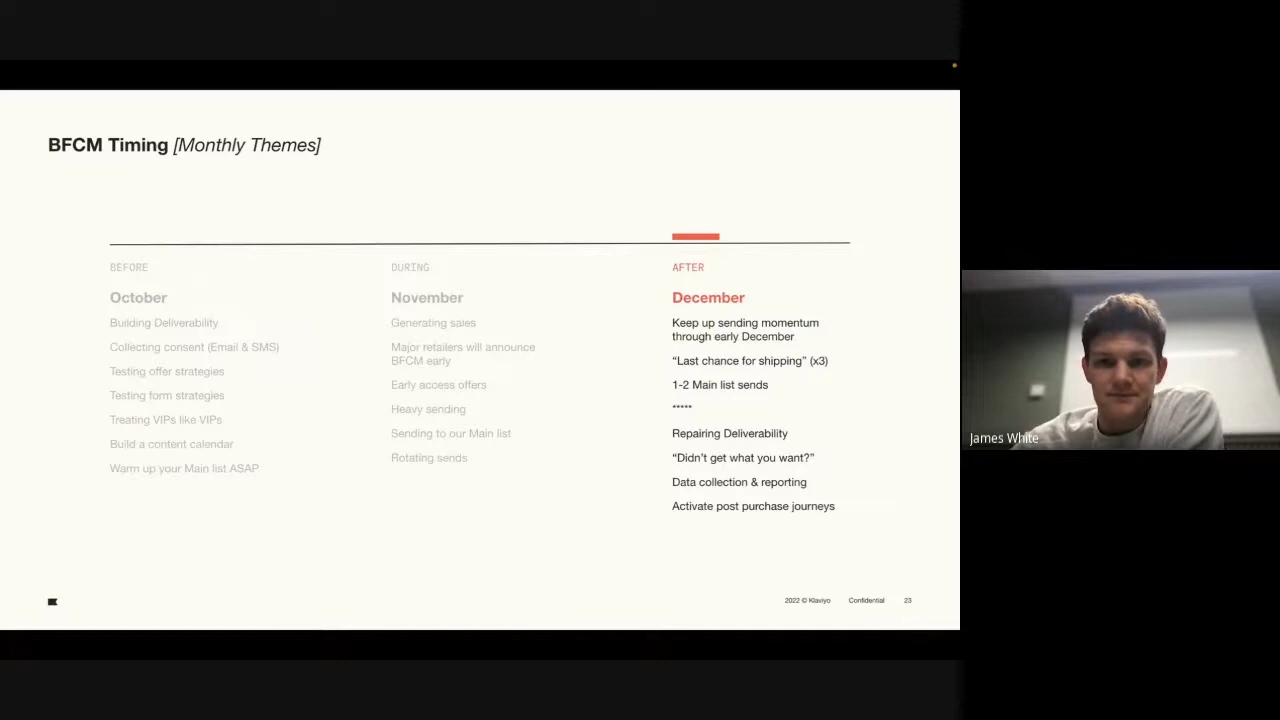 BFCM Timing [Monthly Themes]
BEFORE
October
Building Deliverability
Collecting consent (Email & SMS)
Testing offer strategies
Testing form strategies
Treating VIPs like VIPs
Build a content calendar
Warm up your Main list ASAP
DURING
November
Generating sales
Major retailers will announce
BFCM early
Early access offers
Heavy sending
Sending to our Main list
Rotating sends
AFTER
December
Keep up sending momentum
through early December
“Last chance for shipping” (x3)
1-2 Main list sends
*****
Repairing Deliverability
“Didn’t get what you want?”
Data collection & reporting
Activate post purchase journeys
2022 © Klaviyo Confidential 23
James White